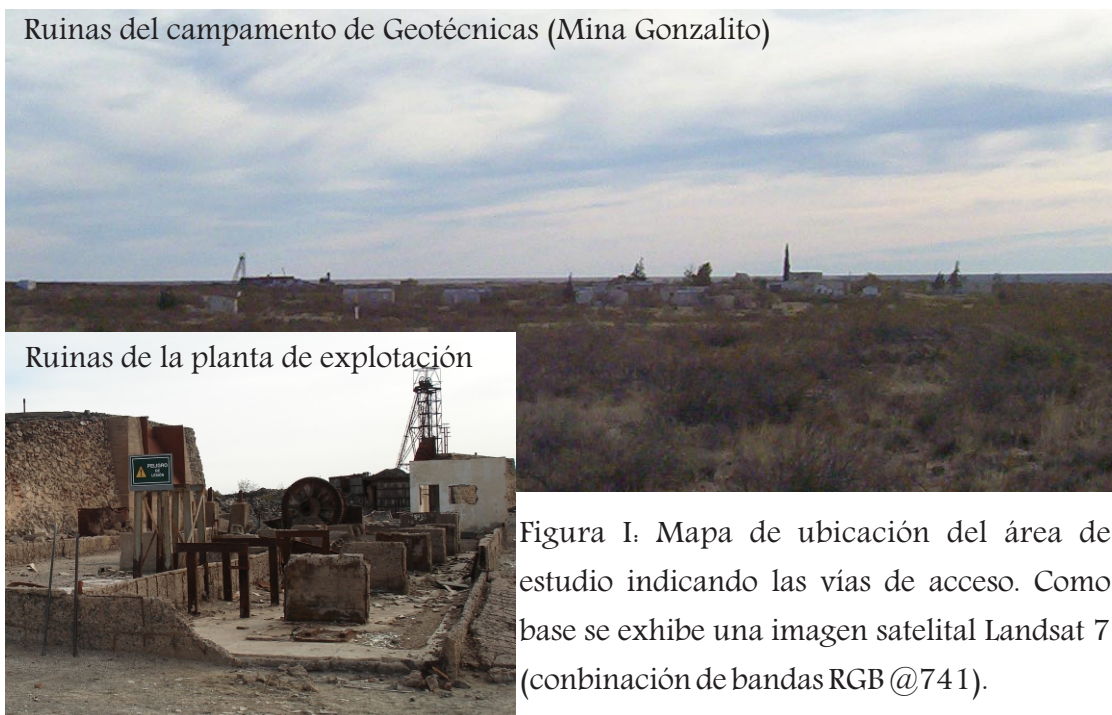 Ruinas del campamento de Geotécnicas (Mina Gonzalito)
Ruinas de la planta de explotación
PELIGRO
DE
Figura I: Mapa de ubicación del área de
estudio indicando las vías de acceso. Como
base se exhibe una imagen satelital Landsat 7
(conbinación de bandas RGB @741).